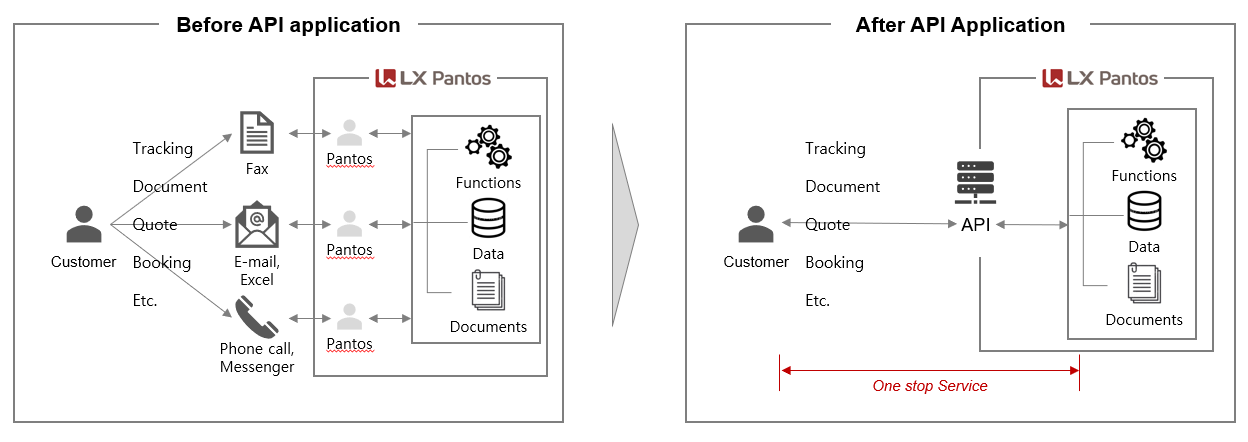 Before API application
LX Pantos
Tracking
Document
Quote
Booking
Etc.
Customer
Fax
E-mail,
Excel
Phone call,
Messenger
Pantos
Pantos
Pantos
Functions
Data
Documents
After API Application
LX Pantos
Tracking
Document
Quote
Booking
Etc.
Customer
API
Functions
Data
Documents
One stop Service